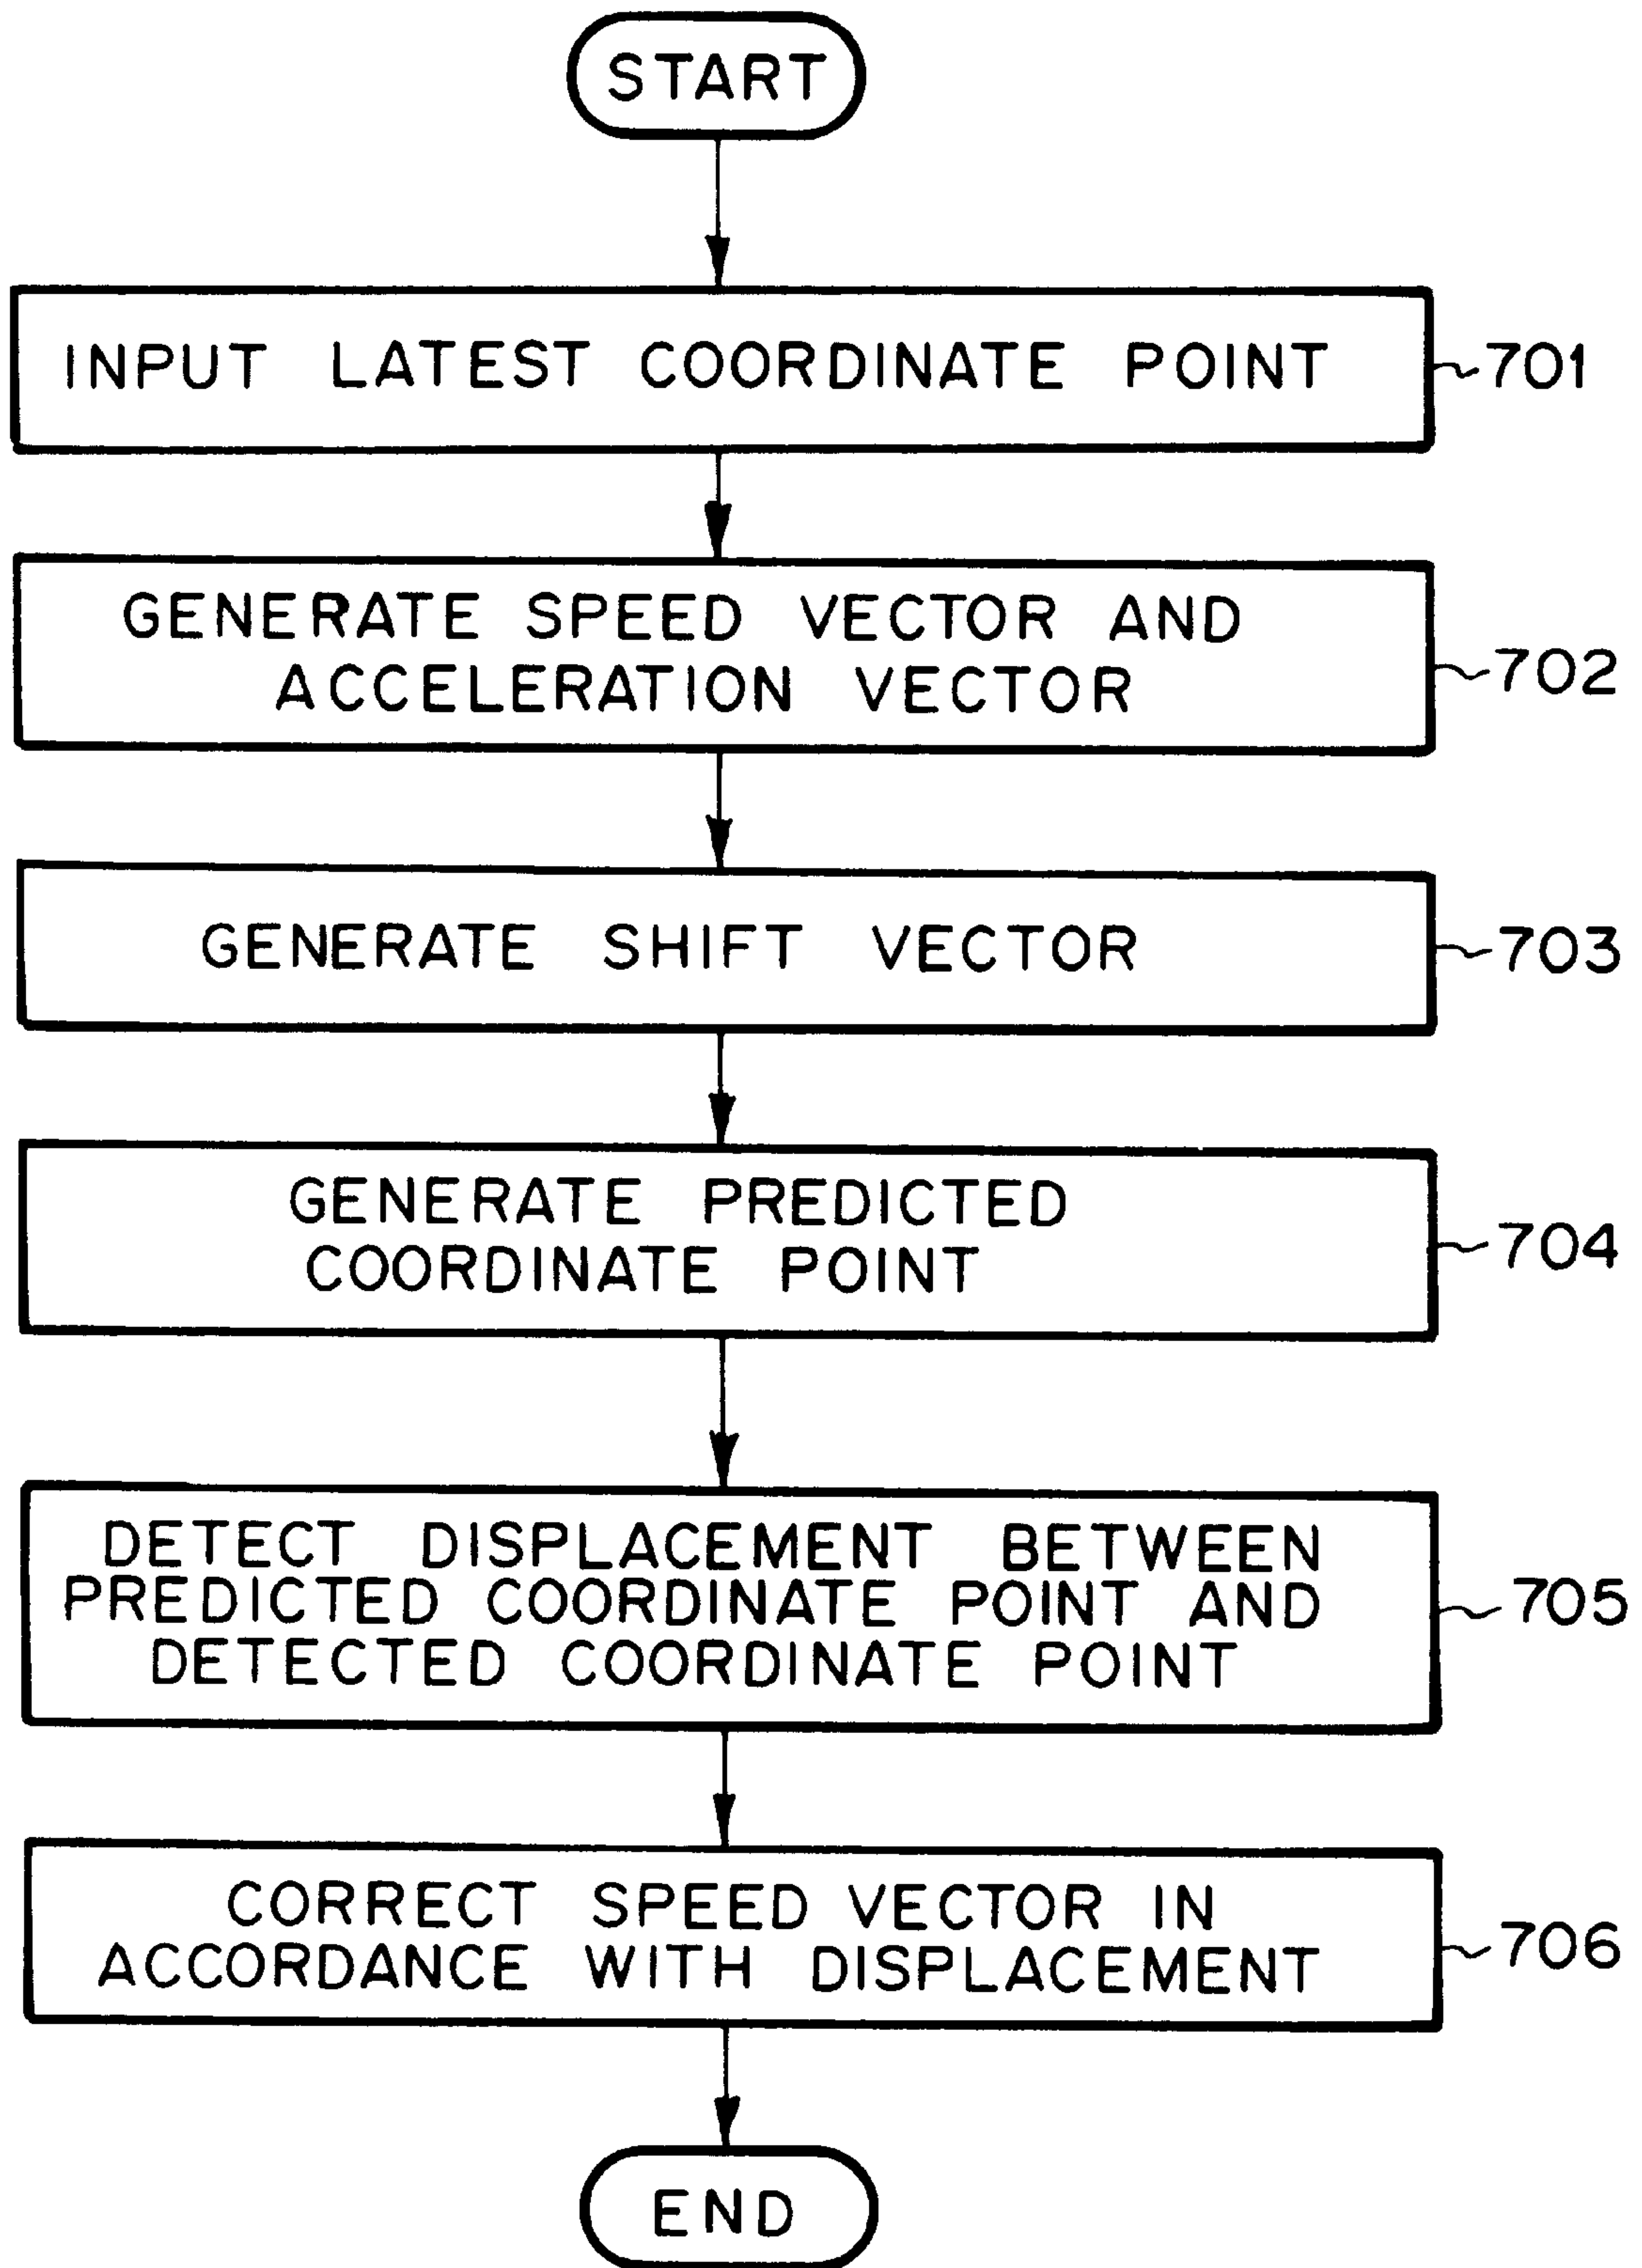 START
INPUT LATEST COORDINATE POINT
701
GENERATE SPEED VECTOR AND
ACCELERATION VECTOR
702
GENERATE SHIFT VECTOR
703
GENERATE PREDICTED
COORDINATE POINT
704
DETECT DISPLACEMENT BETWEEN
PREDICTED COORDINATE POINT AND
DETECTED COORDINATE POINT
705
CORRECT SPEED VECTOR IN
ACCORDANCE WITH DISPLACEMENT
706
END